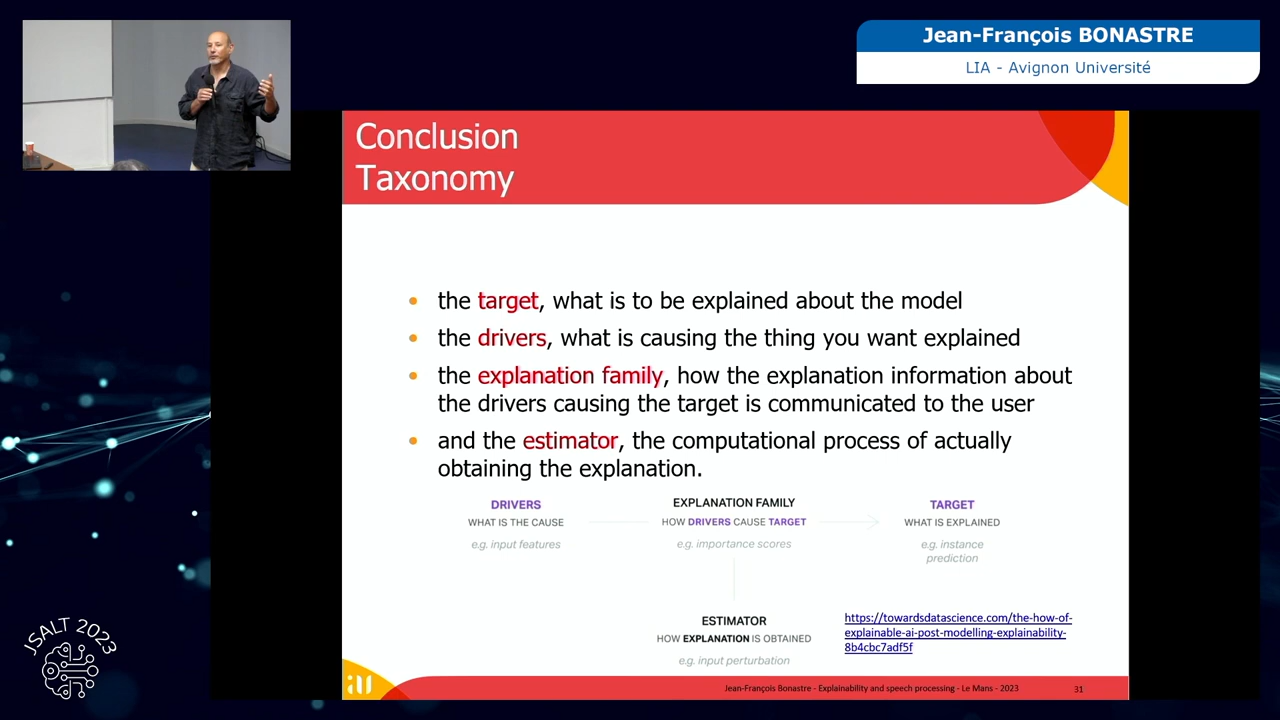 Jean-François BONASTRE
LIA - Avignon Université
Conclusion
Taxonomy
• the target, what is to be explained about the model
• the drivers, what is causing the thing you want explained
• the explanation family, how the explanation information about
the drivers causing the target is communicated to the user
• and the estimator, the computational process of actually
obtaining the explanation.
DRIVERS
WHAT IS THE CAUSE
e.g. input features
EXPLANATION FAMILY
HOW DRIVERS CAUSE TARGET
e.g. importance scores
TARGET
WHAT IS EXPLAINED
e.g. instance
prediction
ESTIMATOR
HOW EXPLANATION IS OBTAINED
e.g. input perturbation
https://towardsdatascience.com/the-how-of-
explainable-ai-post-modelling-explainability-
8b4cbc7adf5f
JSALT 2023
au
Jean-François Bonastre - Explainability and speech processing - Le Mans - 2023
31